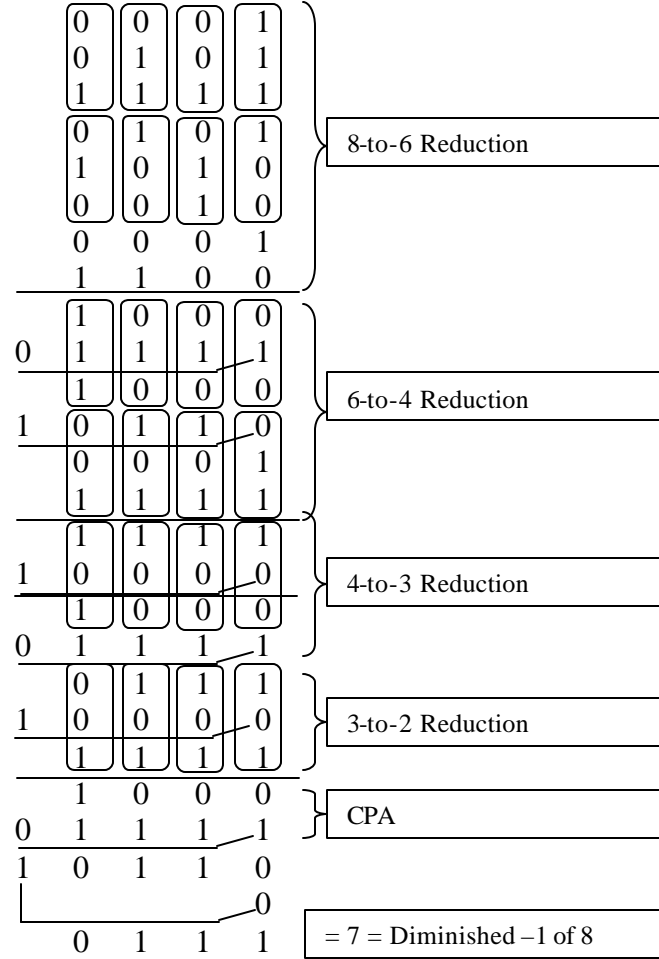 0 0 0 1
0 1 0 1
1 1 1 1
0 1 0 1
8-to-6 Reduction
1 0 1 0
0 0 1 0
0 0 0 1
1 1 0 0
1 0 0 0
0 1 1 1 1
1 0 0 0
6-to-4 Reduction
1 0 1 1 0
0 0 0 1
1 1 1 1
1 1 1 1
1 0 0 0 0
4-to-3 Reduction
1 0 0 0
0 1 1 1 1
0 1 1 1
1 0 0 0 0
3-to-2 Reduction
1 1 1 1
1 0 0 0
CPA
0 1 1 1 1
1 0 1 1 0
0
0 1 1 1
= 7 = Diminished –1 of 8